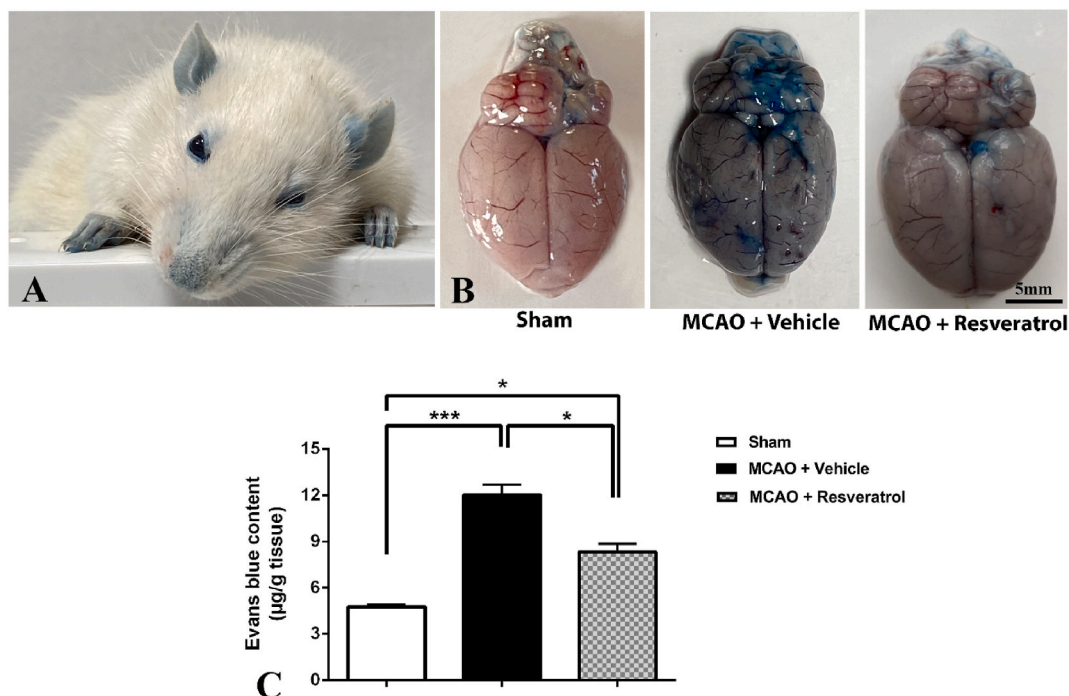 A
B
5mm
Sham
MCAO + Vehicle
MCAO + Resveratrol
*
***
*
Evans blue content
(µg/g tissue)
15
12
9
6
3
0
Sham
MCAO + Vehicle
MCAO + Resveratrol
C